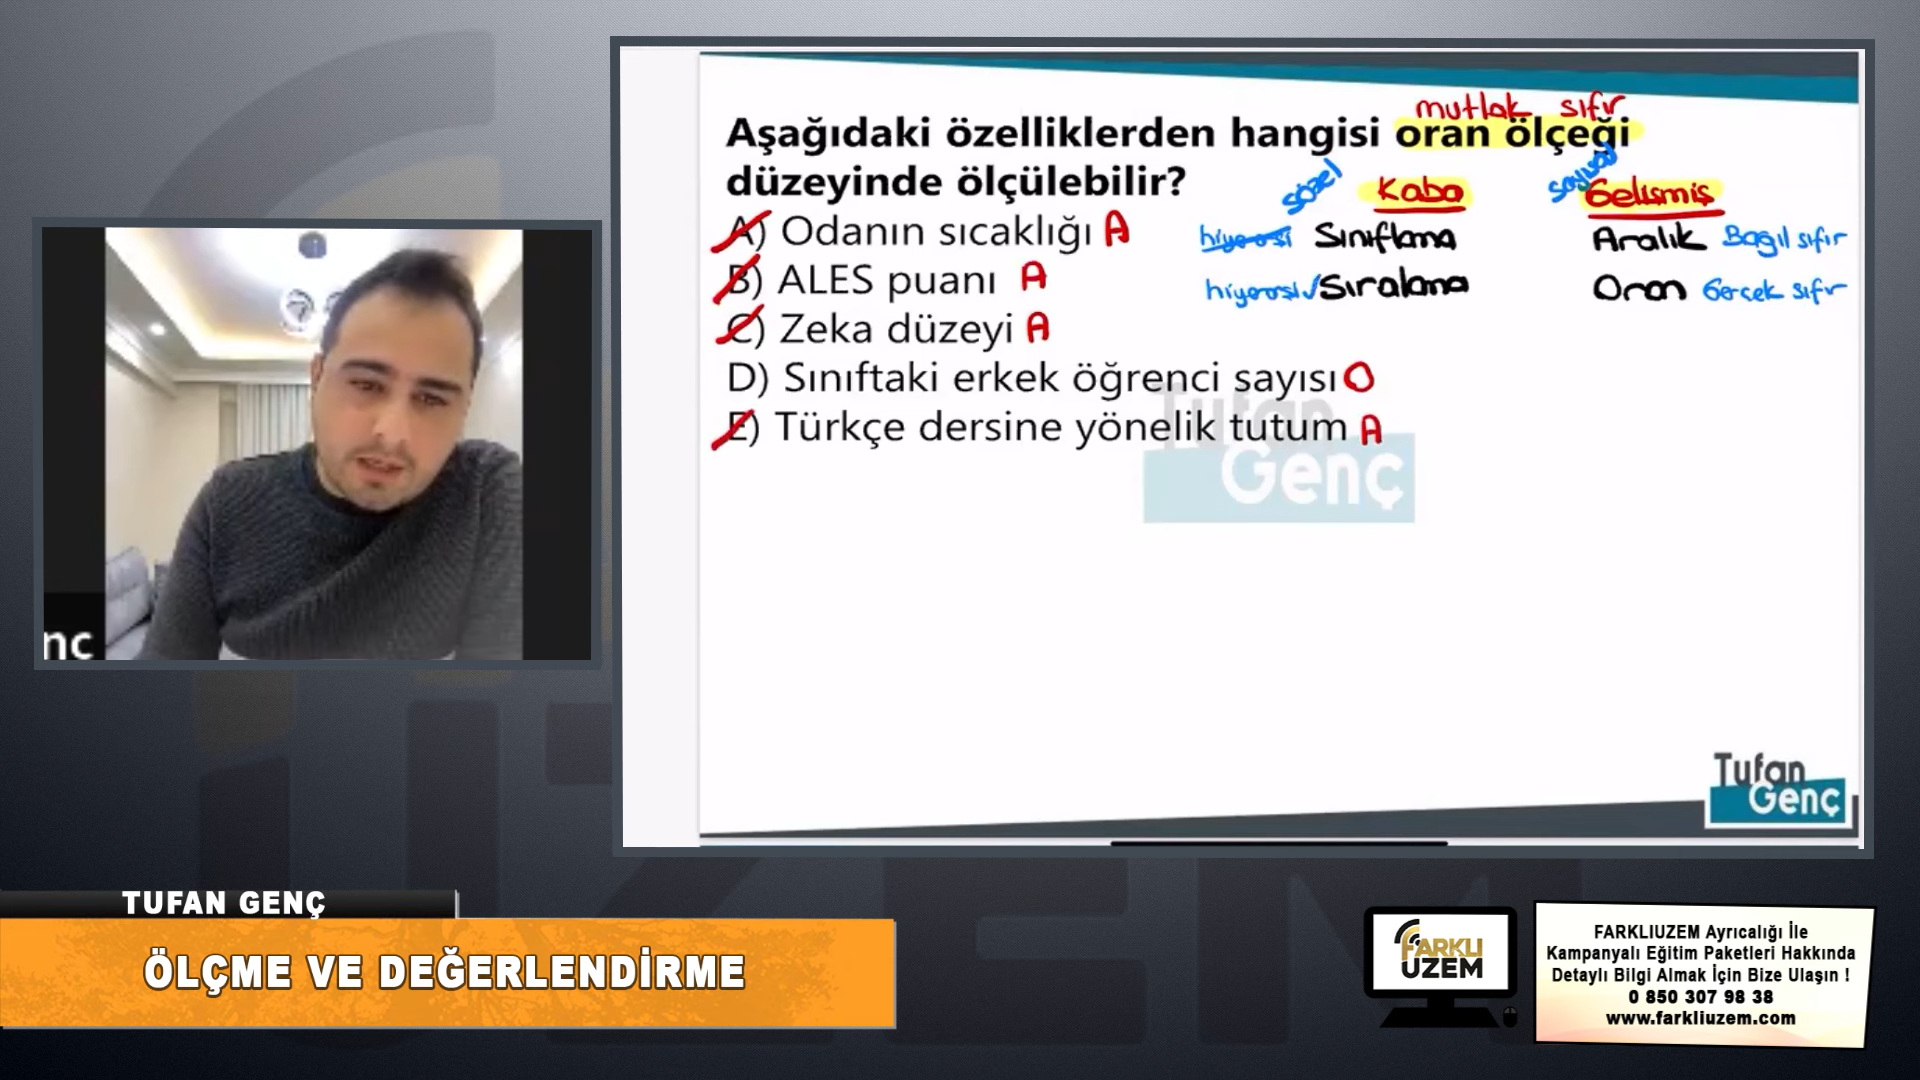 mutlak sıfır
Aşağıdaki özelliklerden hangisi oran ölçeği
düzeyinde ölçülebilir?
sözel Kaba sayısal Gelişmiş
A) Odanın sıcaklığı A
hiyerarşi Sınıflama Aralık Bağıl sıfır
B) ALES puanı A
hiyerarşi✓ Sıralama Oran Gerçek sıfır
C) Zeka düzeyi A
D) Sınıftaki erkek öğrenci sayısı O
E) Türkçe dersine yönelik tutum A
Tufan
Genç
nç
Tufan
Genç
TUFAN GENÇ
ÖLÇME VE DEĞERLENDİRME
FARKLI
UZEM
FARKLIUZEM Ayrıcalığı İle
Kampanyalı Eğitim Paketleri Hakkında
Detaylı Bilgi Almak İçin Bize Ulaşın !
0 850 307 98 38
www.farkliuzem.com